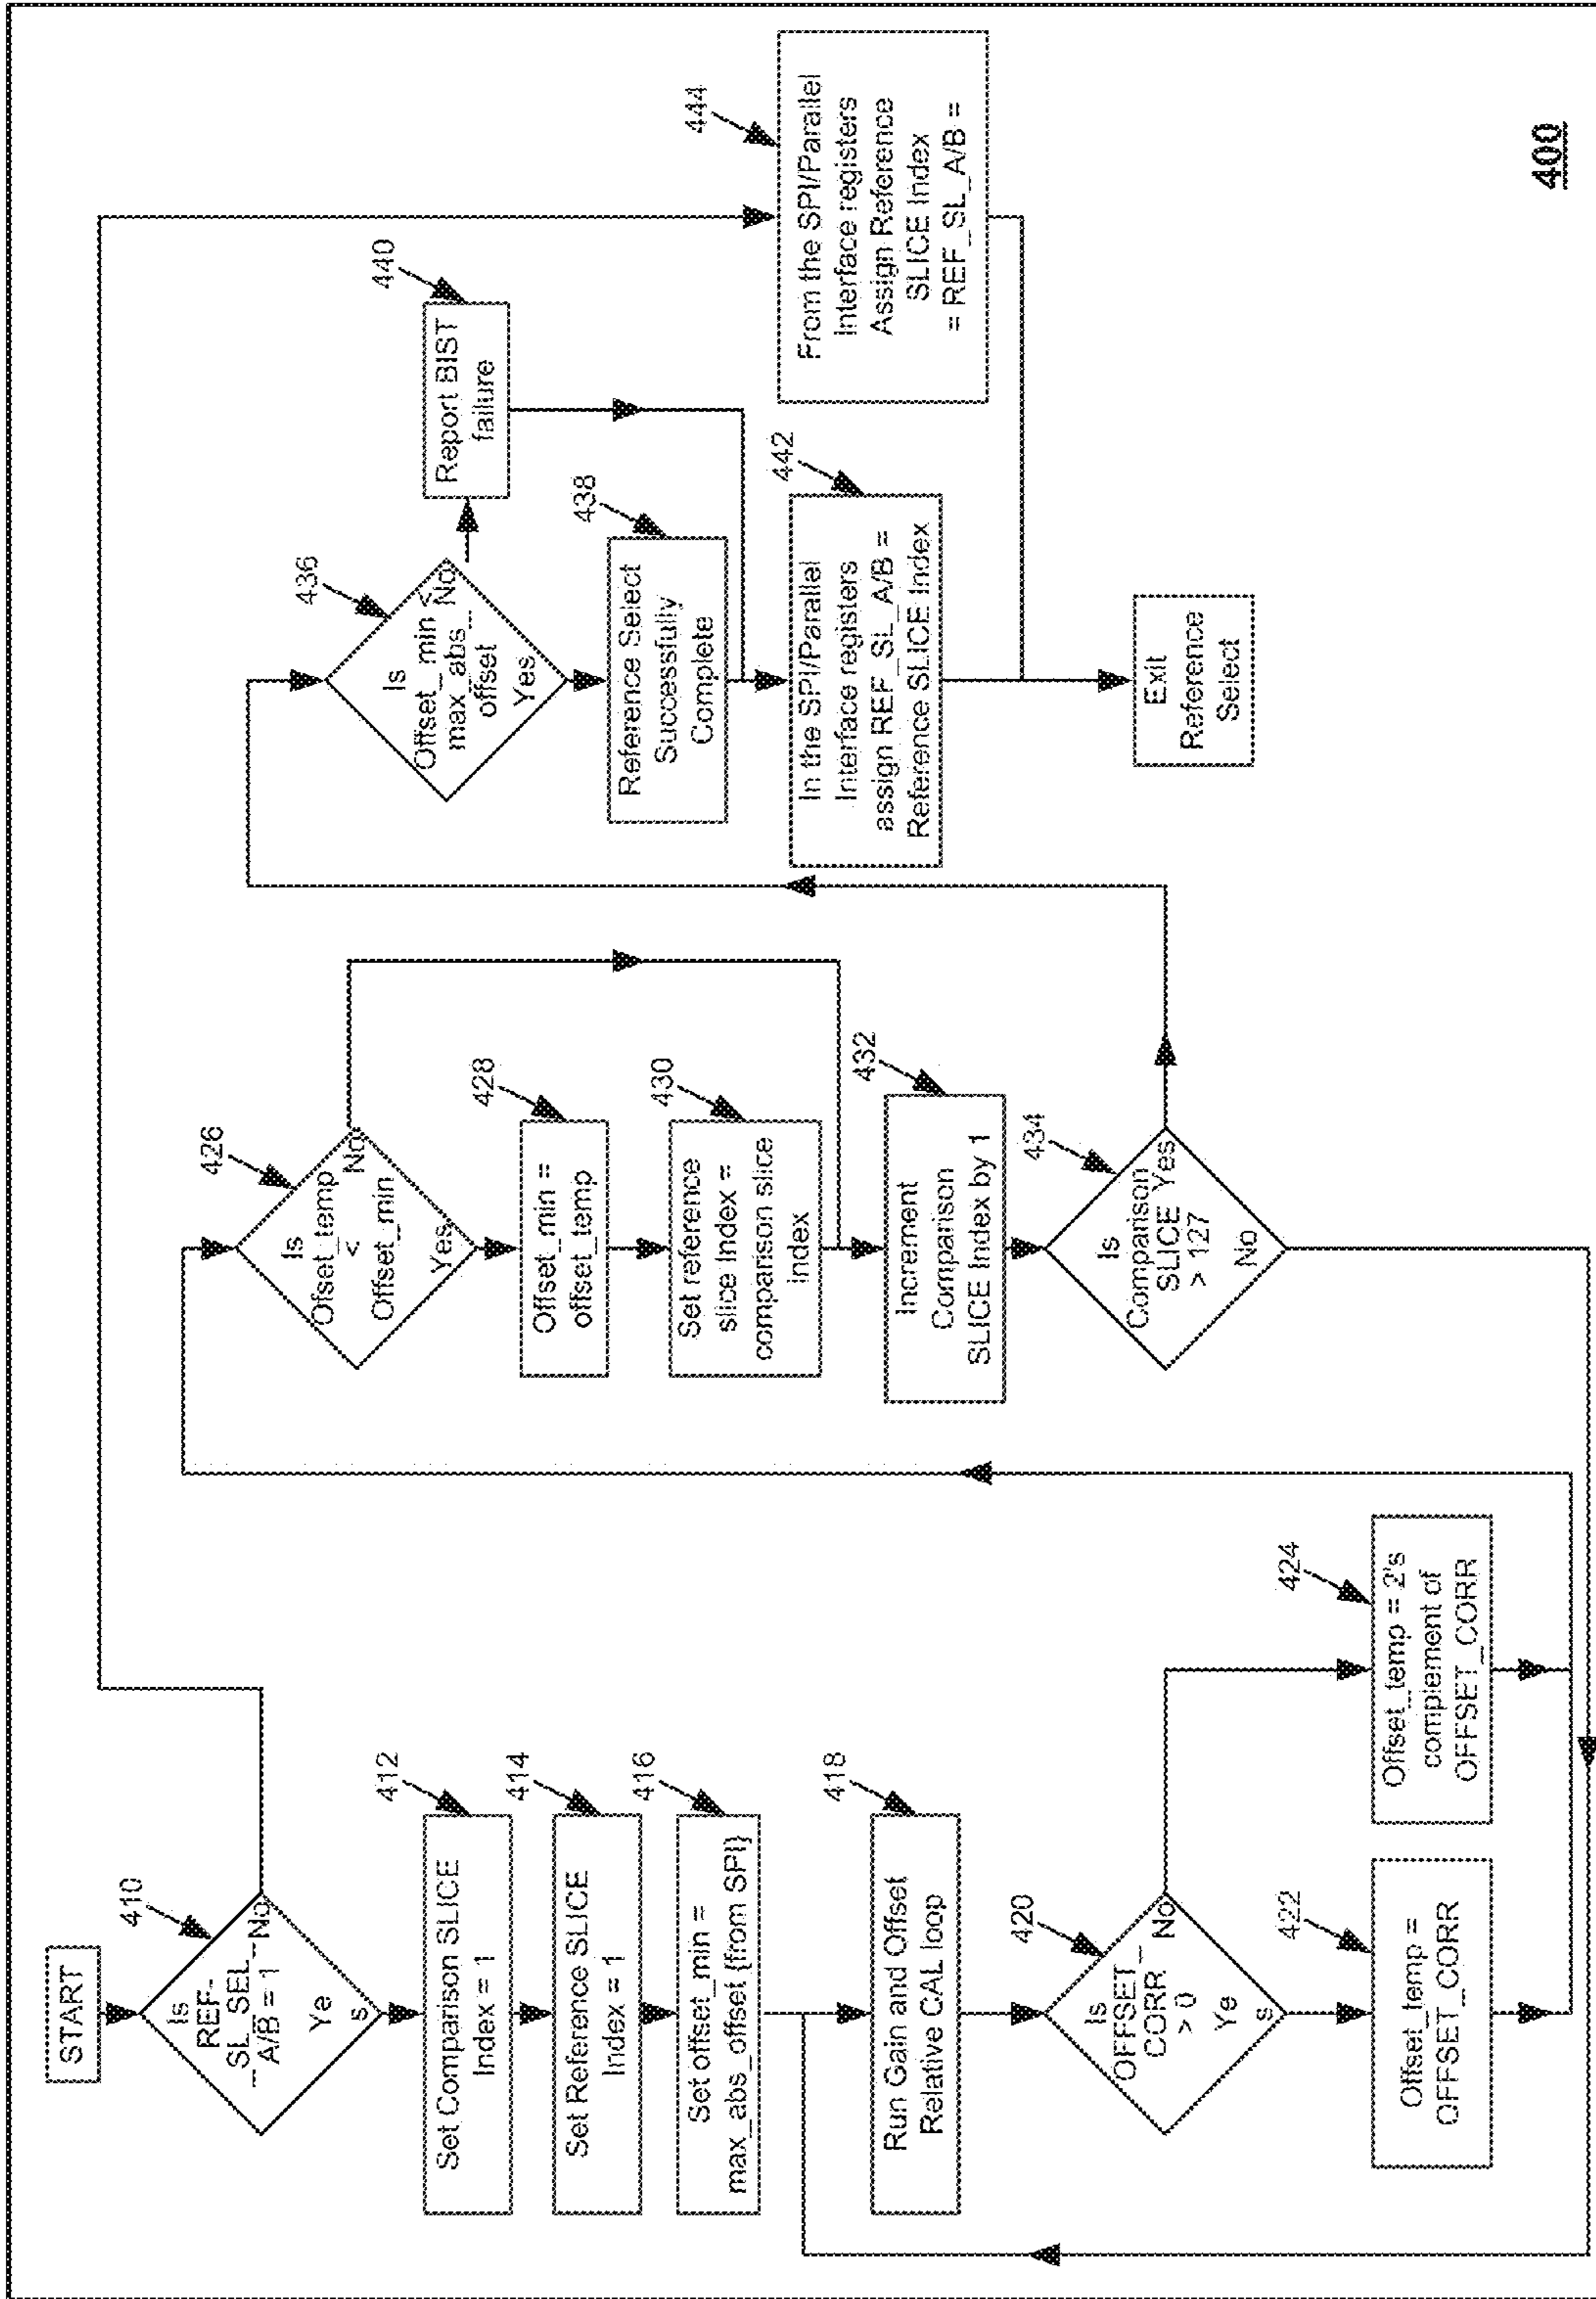 START
410
Is
REF-
_SL_SEL_
A/B = 1
No
Ye
s
412
Set Comparison SLICE
Index = 1
414
Set Reference SLICE
Index = 1
416
Set offset_min =
max_abs_offset {from SPI}
418
Run Gain and Offset
Relative CAL loop
420
Is
OFFSET_
CORR
> 0
No
Ye
s
422
Offset_temp =
OFFSET_CORR
424
Offset_temp = 2's
complement of
OFFSET_CORR
426
Is
Ofset_temp
<
Offset_min
No
Yes
428
Offset_min =
offset_temp
430
Set reference
slice Index =
comparison slice
index
432
Increment
Comparison
SLICE Index by 1
434
Is
Comparison
SLICE
> 127
Yes
No
436
Is
Offset_min <
max_abs_
offset
No
Yes
438
Reference Select
Successfully
Complete
440
Report BIST
failure
442
In the SPI/Parallel
Interface registers
assign REF_SL_A/B =
Reference SLICE Index
444
From the SPI/Parallel
Interface registers
Assign Reference
SLICE Index
= REF_SL_A/B =
Exit
Reference
Select
400